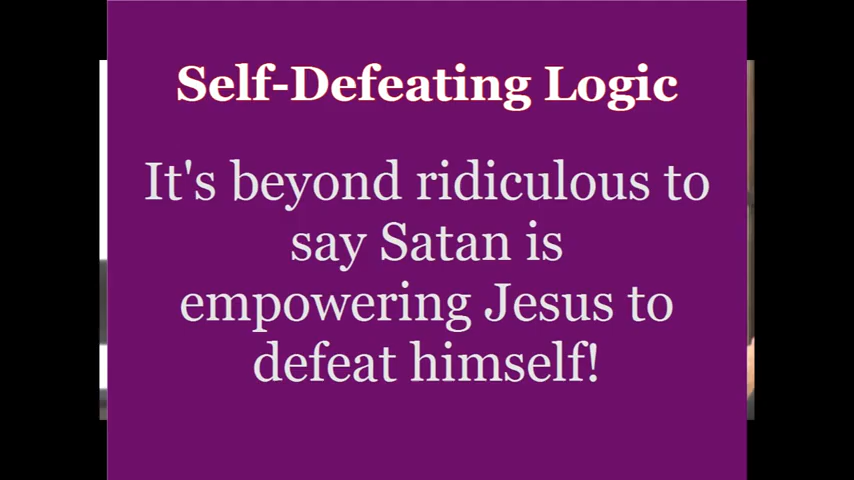 Self-Defeating Logic
It's beyond ridiculous to
say Satan is
empowering Jesus to
defeat himself!